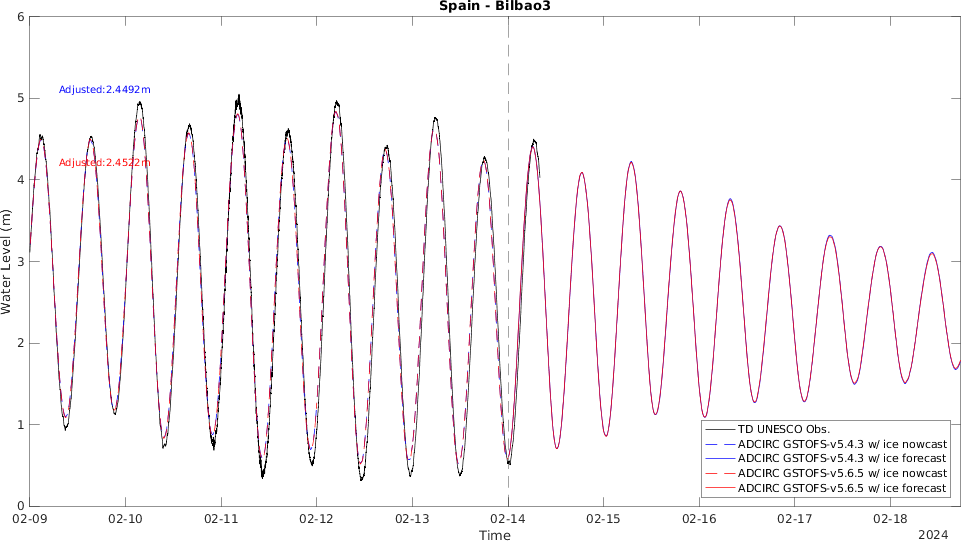 Spain - Bilbao3
6
5
4
3
2
1
0
Water Level (m)
Adjusted:2.4492m
Adjusted:2.4522m
TD UNESCO Obs.
ADCIRC GSTOFS-v5.4.3 w/ ice nowcast
ADCIRC GSTOFS-v5.4.3 w/ ice forecast
ADCIRC GSTOFS-v5.6.5 w/ ice nowcast
ADCIRC GSTOFS-v5.6.5 w/ ice forecast
02-09 02-10 02-11 02-12 02-13 02-14 02-15 02-16 02-17 02-18
Time
2024